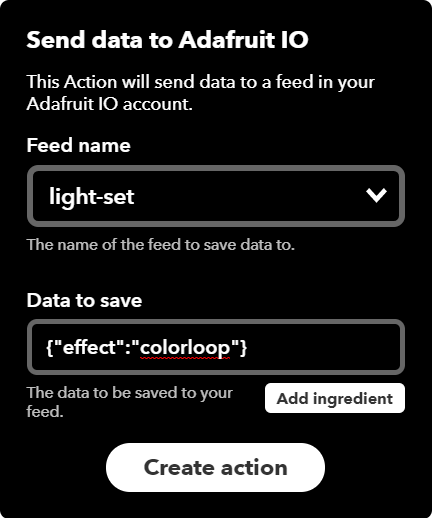 Send data to Adafruit IO
This Action will send data to a feed in your
Adafruit IO account.
Feed name
light-set
The name of the feed to save data to.
Data to save
{"effect":"colorloop"}
The data to be saved to your
feed.
Add ingredient
Create action